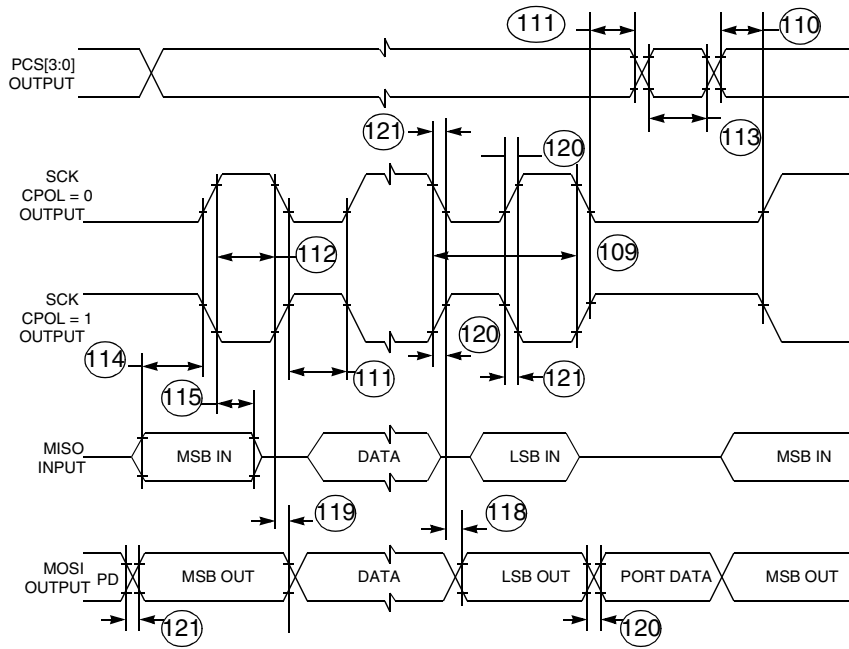 111
110
PCS[3:0]
OUTPUT
121
120
113
SCK
CPOL = 0
OUTPUT
112
109
SCK
CPOL = 1
OUTPUT
120
114
111
121
115
MISO
INPUT
MSB IN
DATA
LSB IN
MSB IN
119
118
MOSI
OUTPUT
PD
MSB OUT
DATA
LSB OUT
PORT DATA
MSB OUT
121
120